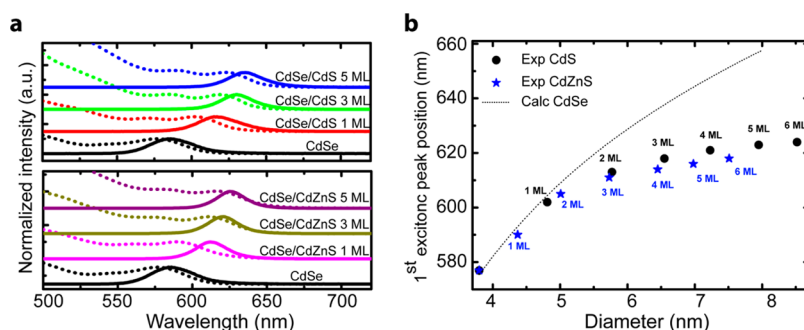 a
Normalized intensity (a.u.)
CdSe/CdS 5 ML
CdSe/CdS 3 ML
CdSe/CdS 1 ML
CdSe
CdSe/CdZnS 5 ML
CdSe/CdZnS 3 ML
CdSe/CdZnS 1 ML
CdSe
500 550 600 650 700
Wavelength (nm)
b
1st excitonc peak position (nm)
660
640
620
600
580
Exp CdS
Exp CdZnS
Calc CdSe
1 ML
2 ML
3 ML
4 ML
5 ML
6 ML
1 ML
2 ML
3 ML
4 ML
5 ML
6 ML
4 5 6 7 8
Diameter (nm)